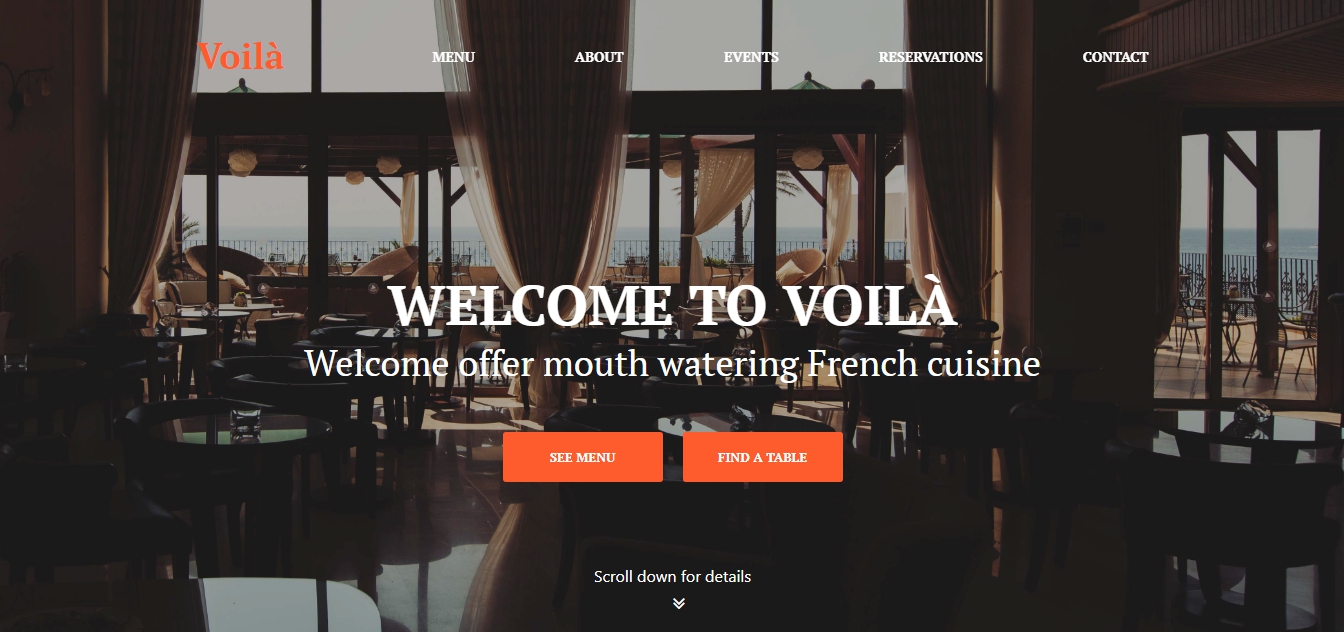 Voilà MENU ABOUT EVENTS RESERVATIONS CONTACT
WELCOME TO VOILÀ
Welcome offer mouth watering French cuisine
SEE MENU FIND A TABLE
Scroll down for details